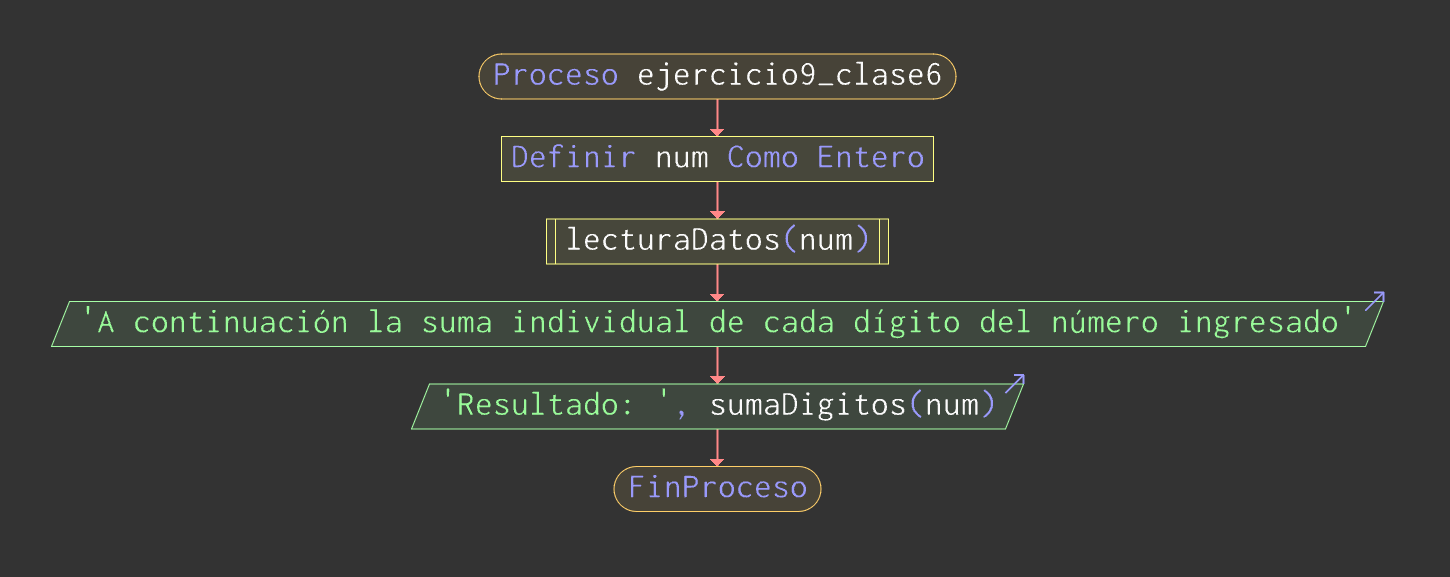 Proceso ejercicio9_clase6
Definir num Como Entero
lecturaDatos(num)
'A continuación la suma individual de cada dígito del número ingresado'
'Resultado: ', sumaDigitos(num)
FinProceso